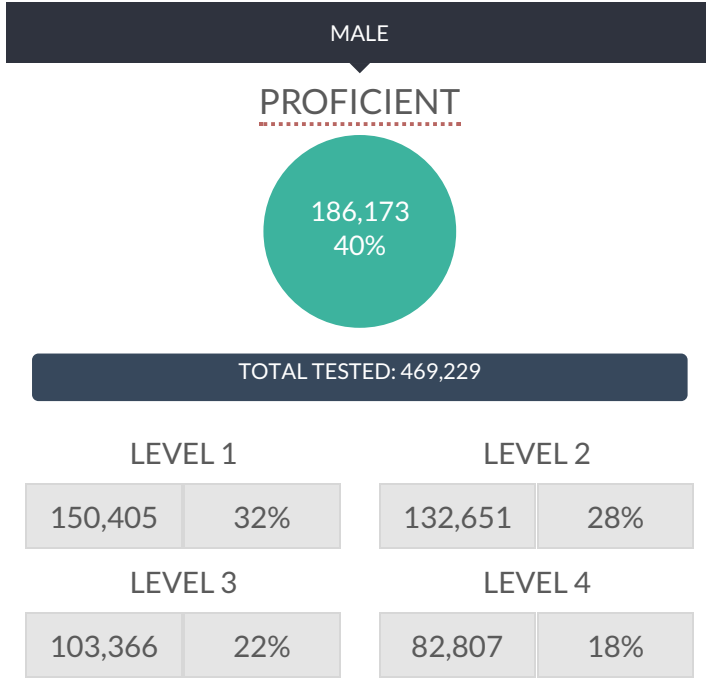 MALE
PROFICIENT
186,173
40%
TOTAL TESTED: 469,229
LEVEL 1
150,405 32%
LEVEL 2
132,651 28%
LEVEL 3
103,366 22%
LEVEL 4
82,807 18%